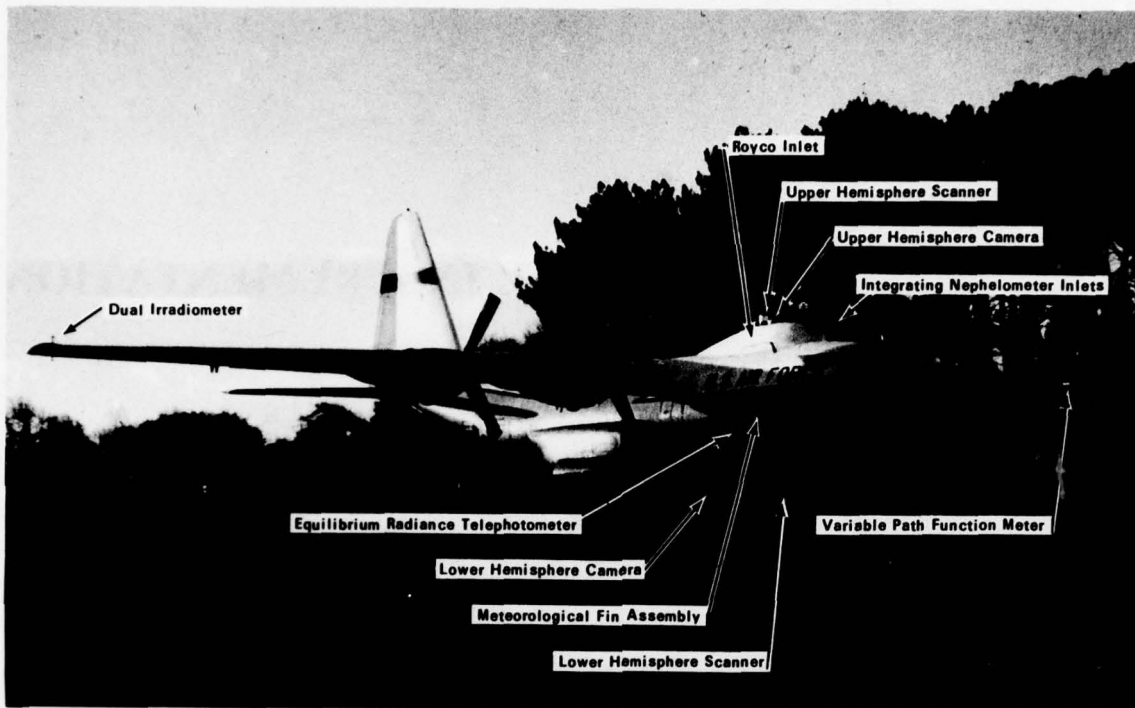 Royco Inlet
Upper Hemisphere Scanner
Upper Hemisphere Camera
Integrating Nephelometer Inlets
Dual Irradiometer
Equilibrium Radiance Telephotometer
Variable Path Function Meter
Lower Hemisphere Camera
Meteorological Fin Assembly
Lower Hemisphere Scanner